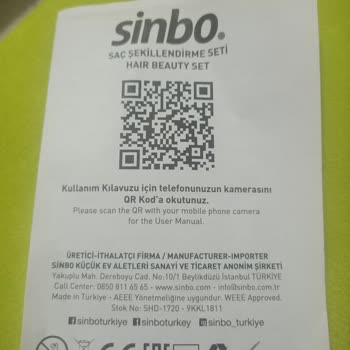 sinbo®
SAÇ ŞEKİLLENDİRME SETİ
HAIR BEAUTY SET
Kullanım Kılavuzu için telefonunuzun kamerasını
QR Kod'a okutunuz.
Please scan the QR with your mobile phone camera
for the User Manual.
ÜRETİCİ-İTHALATÇI FİRMA / MANUFACTURER-IMPORTER
SİNBO KÜÇÜK EV ALETLERİ SANAYİ VE TİCARET ANONİM ŞİRKETİ
Yakuplu Mah. Dereboyu Cad. No:10/1 Beylikdüzü İstanbul TÜRKİYE
Call Center: 0850 811 65 65 - www.sinbo.com - info@sinbo.com.tr
Made in Türkiye - AEEE Yönetmeliğine uygundur. WEEE Approved.
Stok No: SHD-1720 - 9KKL1811
sinboturkiye sinboturkey sinbo_turkiye
CE EAC